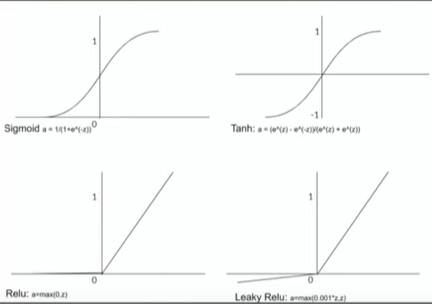 1
0
Sigmoid a = 1/(1+e^(-z))
1
-1
Tanh: a = (e^(z) - e^(-z))/(e^(z) + e^(z))
1
0
Relu: a=max(0,z)
1
0
Leaky Relu: a=max(0.001*z,z)